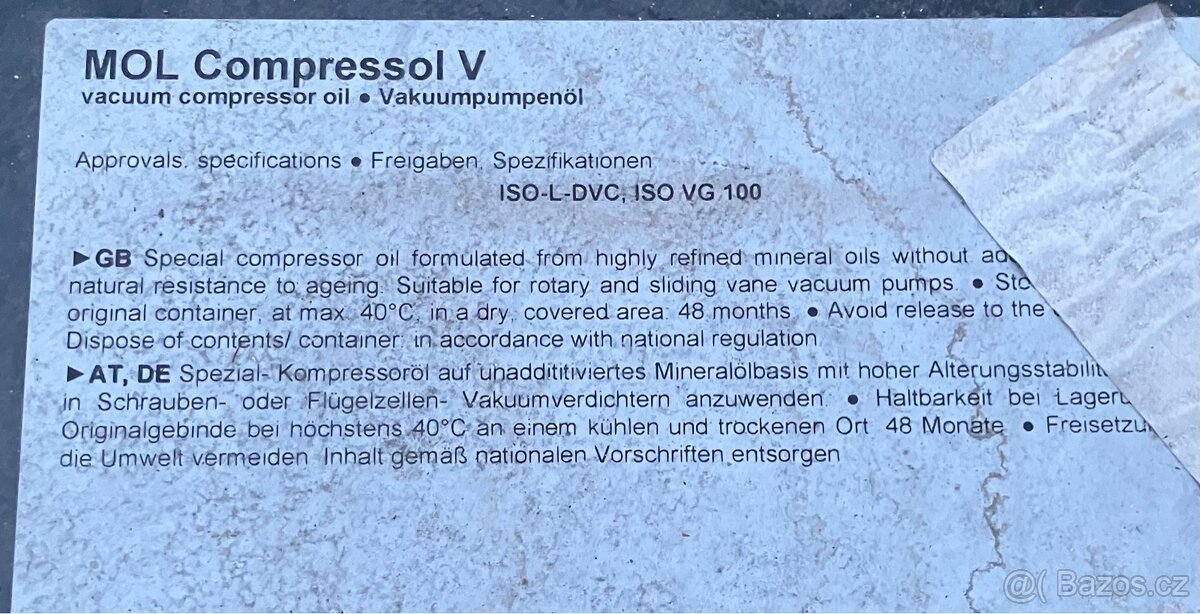 MOL Compressol V
vacuum compressor oil ● Vakuumpumpenöl
Approvals, specifications ● Freigaben, Spezifikationen
ISO-L-DVC, ISO VG 100
►GB Special compressor oil formulated from highly refined mineral oils without
natural resistance to ageing. Suitable for rotary and sliding vane vacuum pumps. ●
original container, at max. 40°C, in a dry, covered area: 48 months. ● Avoid release to the
Dispose of contents/ container: in accordance with national regulation
►AT, DE Spezial- Kompressoröl auf unaddititiviertes Mineralölbasis mit hoher
in Schrauben- oder Flügelzellen- Vakuumverdichtern anzuwenden. ● Haltbarkeit bei
Originalgebinde bei höchstens 40°C an einem kühlen und trockenen Ort: 48 Monate ●
die Umwelt vermeiden. Inhalt gemäß nationalen Vorschriften entsorgen
@( Bazos.cz